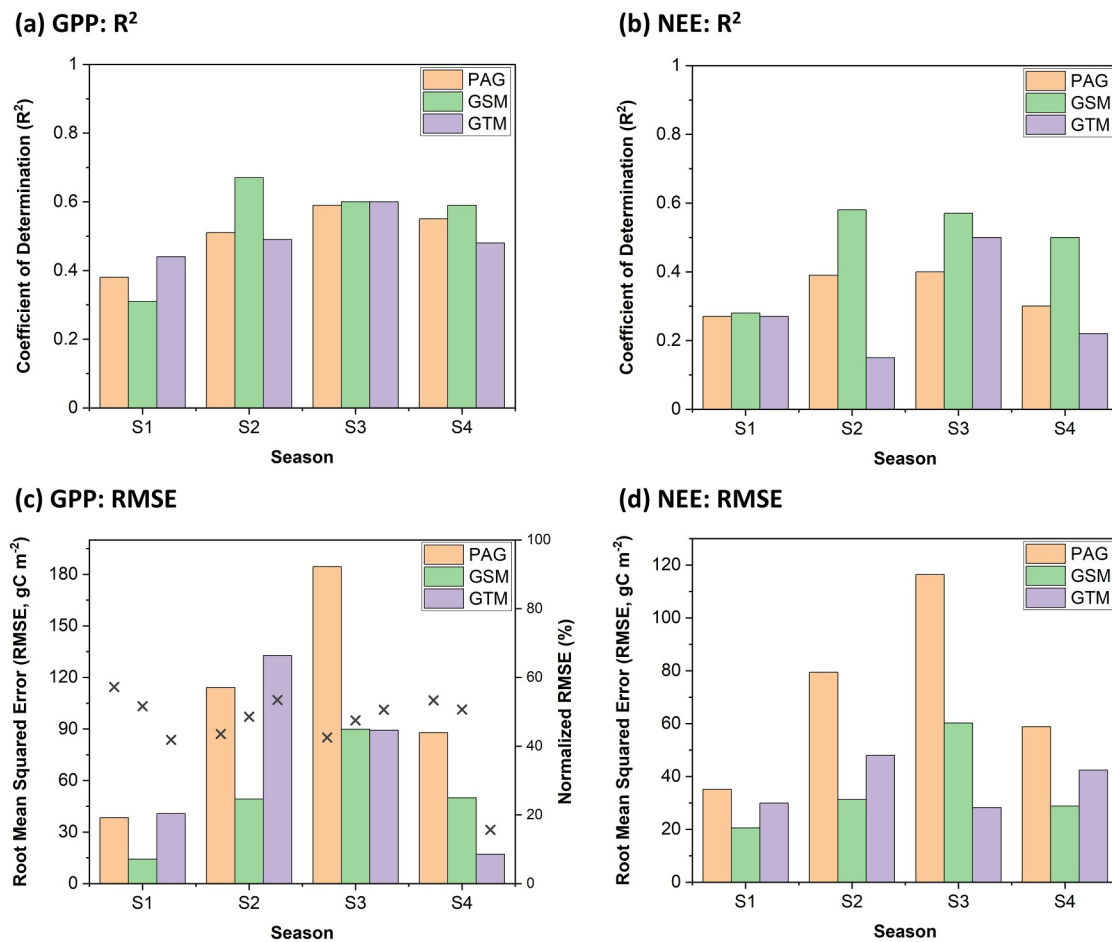 (a) GPP: R²
PAG
GSM
GTM
1
0.8
0.6
0.4
0.2
0
Coefficient of Determination (R²)
S1 S2 S3 S4
Season
(b) NEE: R²
PAG
GSM
GTM
1
0.8
0.6
0.4
0.2
0
Coefficient of Determination (R²)
S1 S2 S3 S4
Season
(c) GPP: RMSE
PAG
GSM
GTM
180
150
120
90
60
30
0
Root Mean Squared Error (RMSE, gC m⁻²)
100
80
60
40
20
0
Normalized RMSE (%)
S1 S2 S3 S4
Season
(d) NEE: RMSE
PAG
GSM
GTM
120
100
80
60
40
20
0
Root Mean Squared Error (RMSE, gC m⁻²)
S1 S2 S3 S4
Season